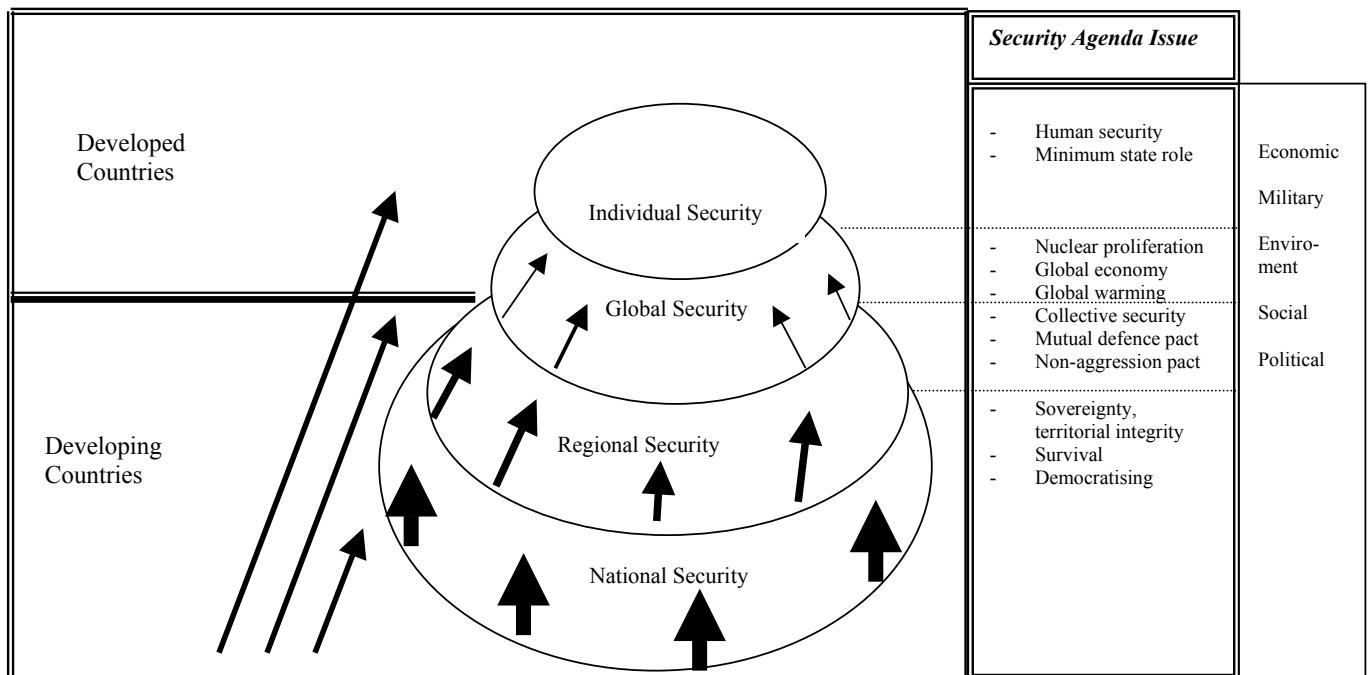 Security Agenda Issue
Developed
Countries
Developing
Countries
Individual Security
Global Security
Regional Security
National Security
- Human security
- Minimum state role
- Nuclear proliferation
- Global economy
- Global warming
- Collective security
- Mutual defence pact
- Non-aggression pact
- Sovereignty,
territorial integrity
- Survival
- Democratising
Economic
Military
Enviro-
ment
Social
Political